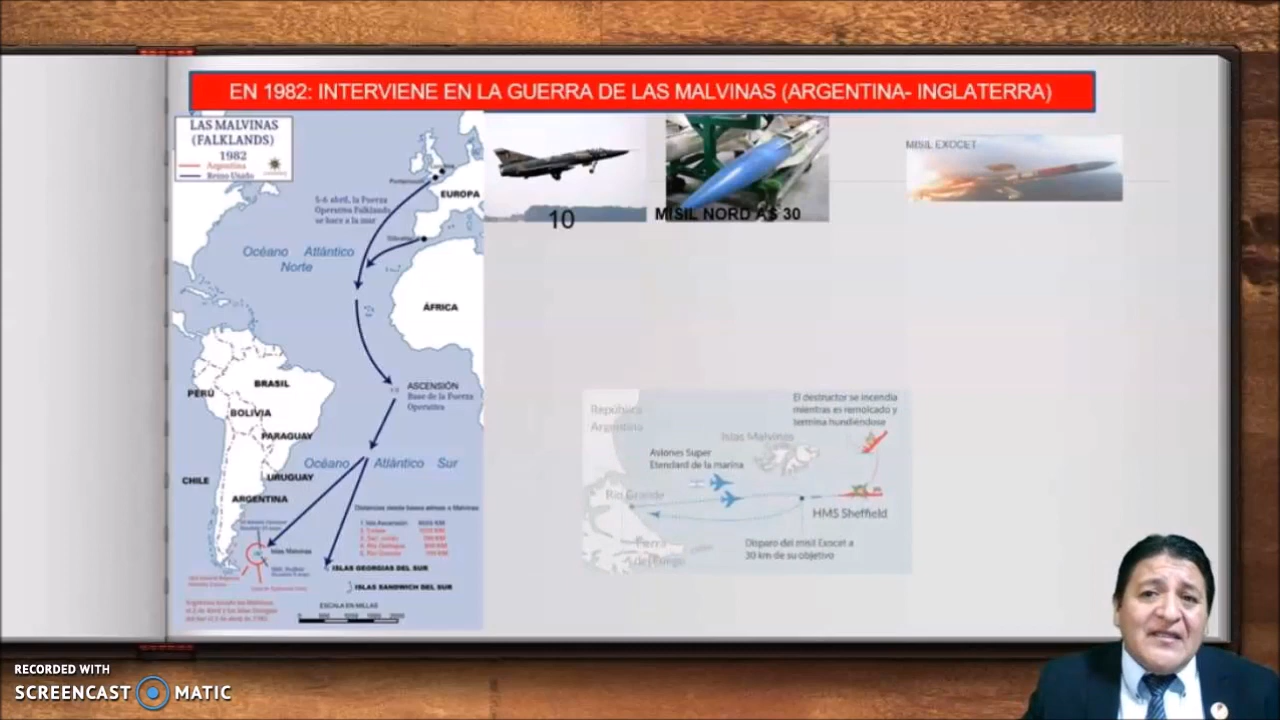 EN 1982: INTERVIENE EN LA GUERRA DE LAS MALVINAS (ARGENTINA- INGLATERRA)
LAS MALVINAS
(FALKLANDS)
1982
Argentina
Reino Unido
5-6 abril, la Fuerza
Operativa Falklands
se hace a la mar
Portsmouth
EUROPA
Gibraltar
Océano Atlántico
Norte
ÁFRICA
ASCENSIÓN
Base de la Fuerza
Operativa
BRASIL
PERÚ
BOLIVIA
PARAGUAY
Océano Atlántico Sur
CHILE
URUGUAY
ARGENTINA
Islas Malvinas
ISLAS GEORGIAS DEL SUR
ISLAS SANDWICH DEL SUR
ESCALA EN MILLAS
10
MISIL NORD AS 30
MISIL EXOCET
República
Argentina
El destructor se incendia
mientras es remolcado y
termina hundiéndose
Islas Malvinas
Aviones Super
Etendard de la marina
Río Grande
HMS Sheffield
Tierra
del Fuego
Disparo del misil Exocet a
30 km de su objetivo
RECORDED WITH
SCREENCAST MATIC